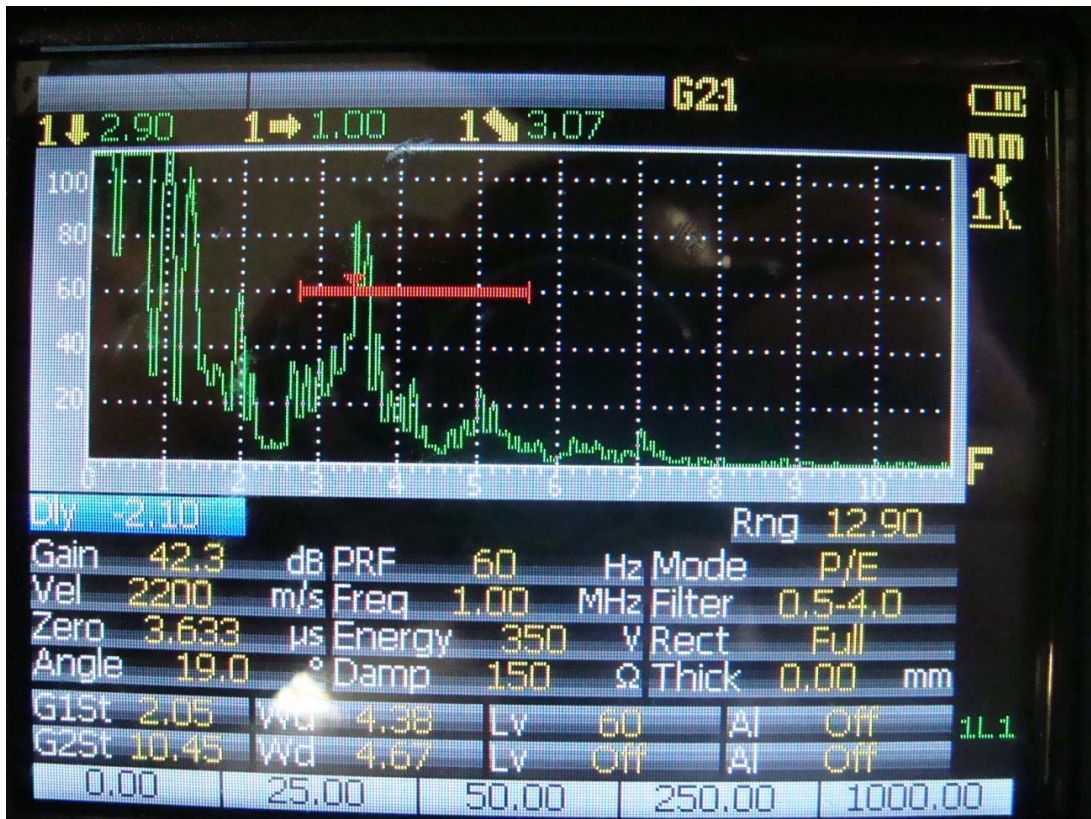 G2:1
1 2.90 1 1.00 1 3.07
mm
1
100
80
60
40
20
0 1 2 3 4 5 6 7 8 9 10
F
Dly -2.10 Rng 12.90
Gain 42.3 dB PRF 60 Hz Mode P/E
Vel 2200 m/s Freq 1.00 MHz Filter 0.5-4.0
Zero 3.633 µs Energy 350 V Rect Full
Angle 19.0 ° Damp 150 Ω Thick 0.00 mm
G1St 2.05 Wd 4.38 Lv 60 Al Off
1L1
G2St 10.45 Wd 4.67 Lv Off Al Off
0.00 25.00 50.00 250.00 1000.00